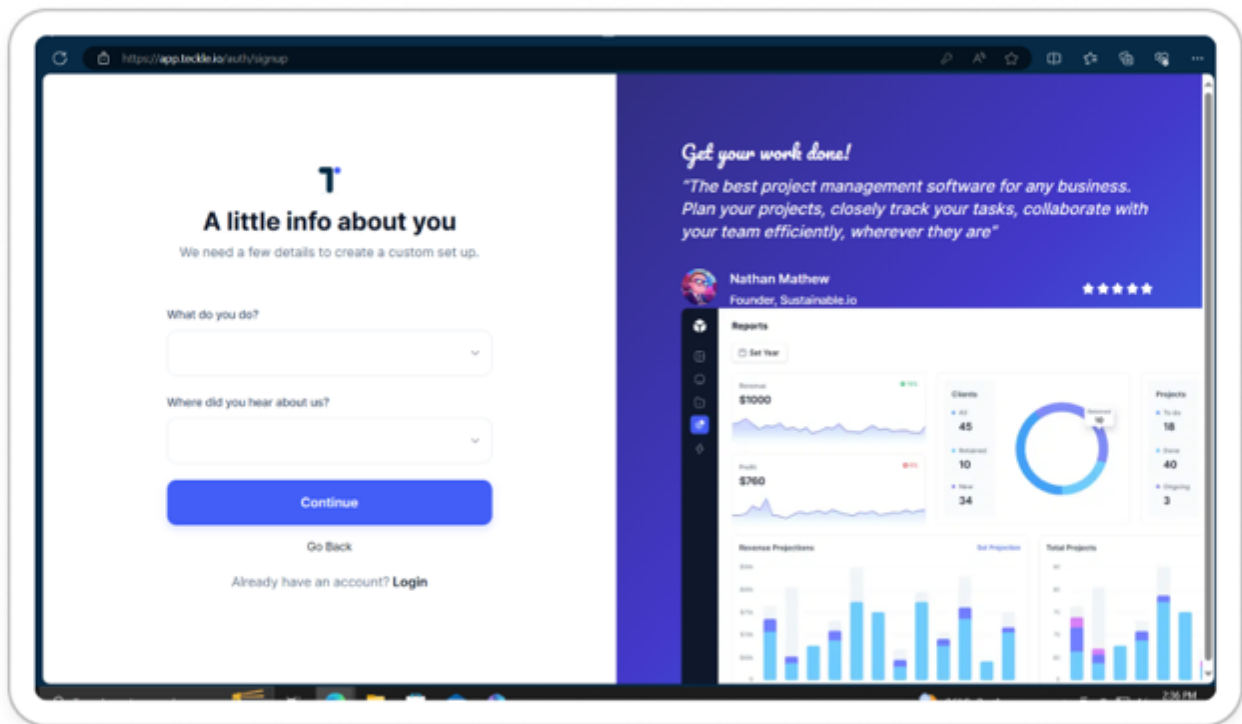 https://app.teckle.io/auth/signup
A little info about you
We need a few details to create a custom set up.
What do you do?
Where did you hear about us?
Continue
Go Back
Already have an account? Login
Get your work done!
"The best project management software for any business.
Plan your projects, closely track your tasks, collaborate with
your team efficiently, wherever they are"
Nathan Mathew
Founder, Sustainable.io
Reports
Set Year
Revenue
$1000
Profit
$760
Clients
All
45
Retained
10
New
34
Retained
10
Projects
To do
18
Done
40
Ongoing
3
Revenue Projections
Set Projection
Total Projects
2:36 PM